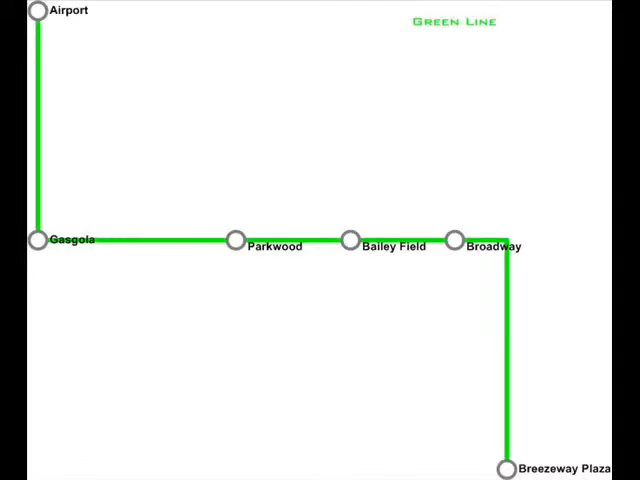 Airport
Green Line
Gasgola
Parkwood
Bailey Field
Broadway
Breezeway Plaza